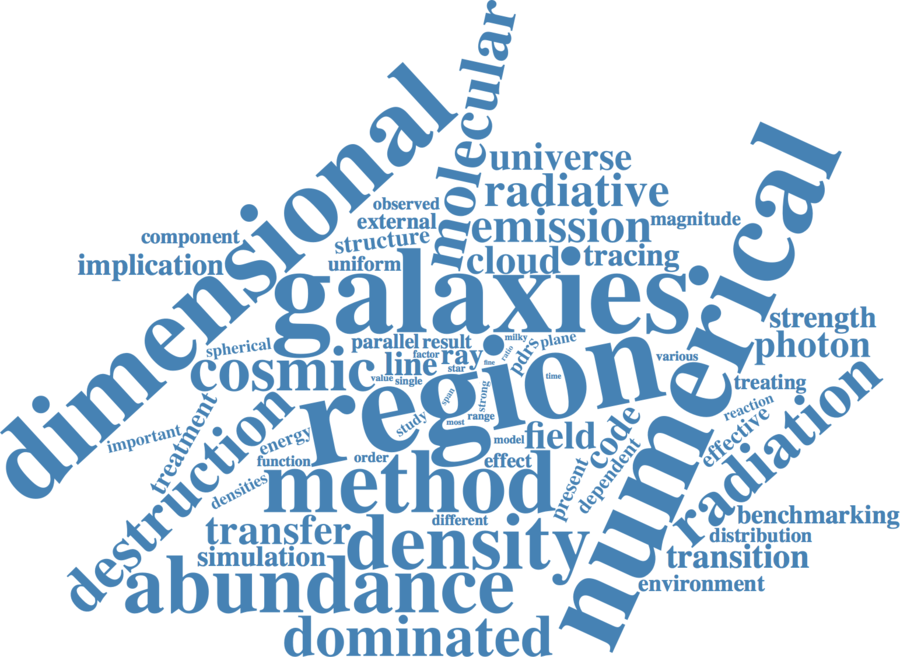 molecular
dimensional
numerical
universe
radiative
observed
external
emission
magnitude
component
structure
implication
uniform
cloud
tracing
galaxies
strength
photon
spherical
parallel
result
milky
plane
pdrs
cosmic
line
factor
ray
star
fine
ratio
various
value
single
time
treating
region
span
strong
range
most
study
important
treatment
destruction
energy
function
order
densities
model
field
code
effect
present
dependent
reaction
effective
radiation
method
different
transfer
density
simulation
abundance
dominated
benchmarking
distribution
transition
environment